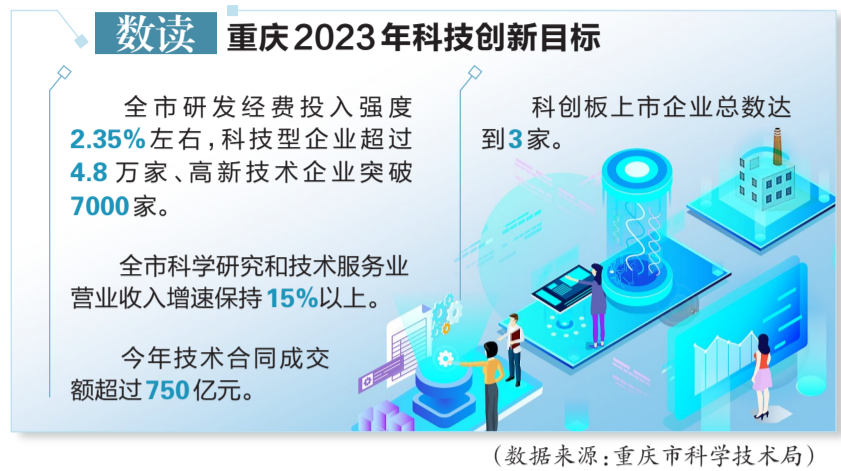 数读 重庆2023年科技创新目标
全市研发经费投入强度
2.35%左右,科技型企业超过
4.8万家、高新技术企业突破
7000家。
全市科学研究和技术服务业
营业收入增速保持15%以上。
今年技术合同成交
额超过750亿元。
科创板上市企业总数达
到3家。
(数据来源:重庆市科学技术局)